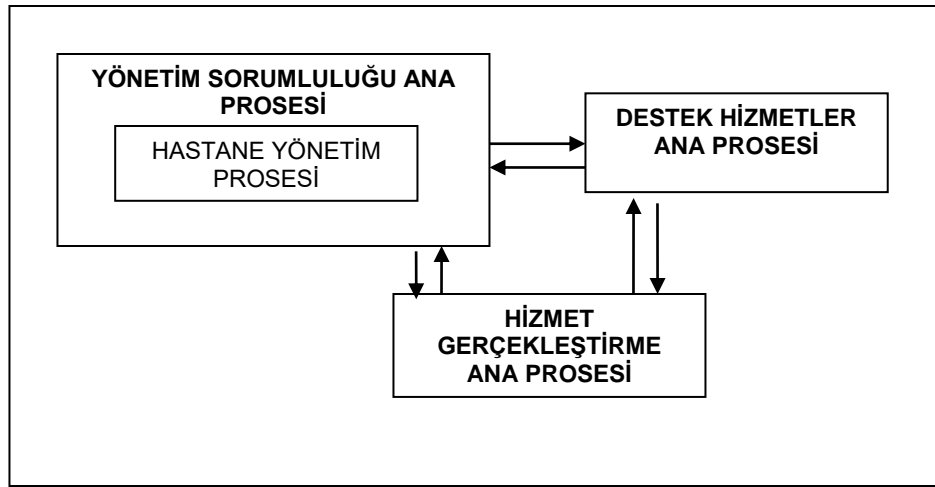 YÖNETİM SORUMLULUĞU ANA
PROSESİ
HASTANE YÖNETİM
PROSESİ
DESTEK HİZMETLER
ANA PROSESİ
HİZMET
GERÇEKLEŞTİRME
ANA PROSESİ